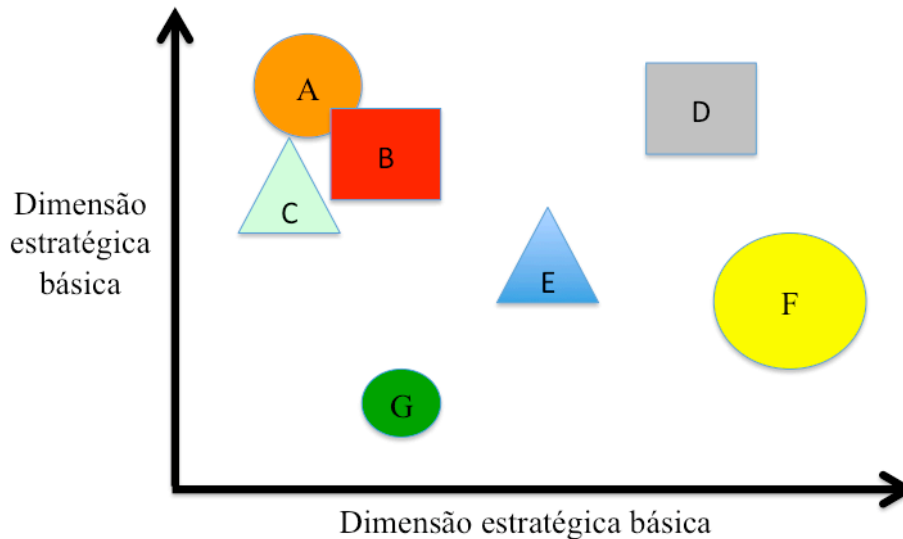 A
B
D
C
Dimensão
estratégica
básica
E
F
G
Dimensão estratégica básica